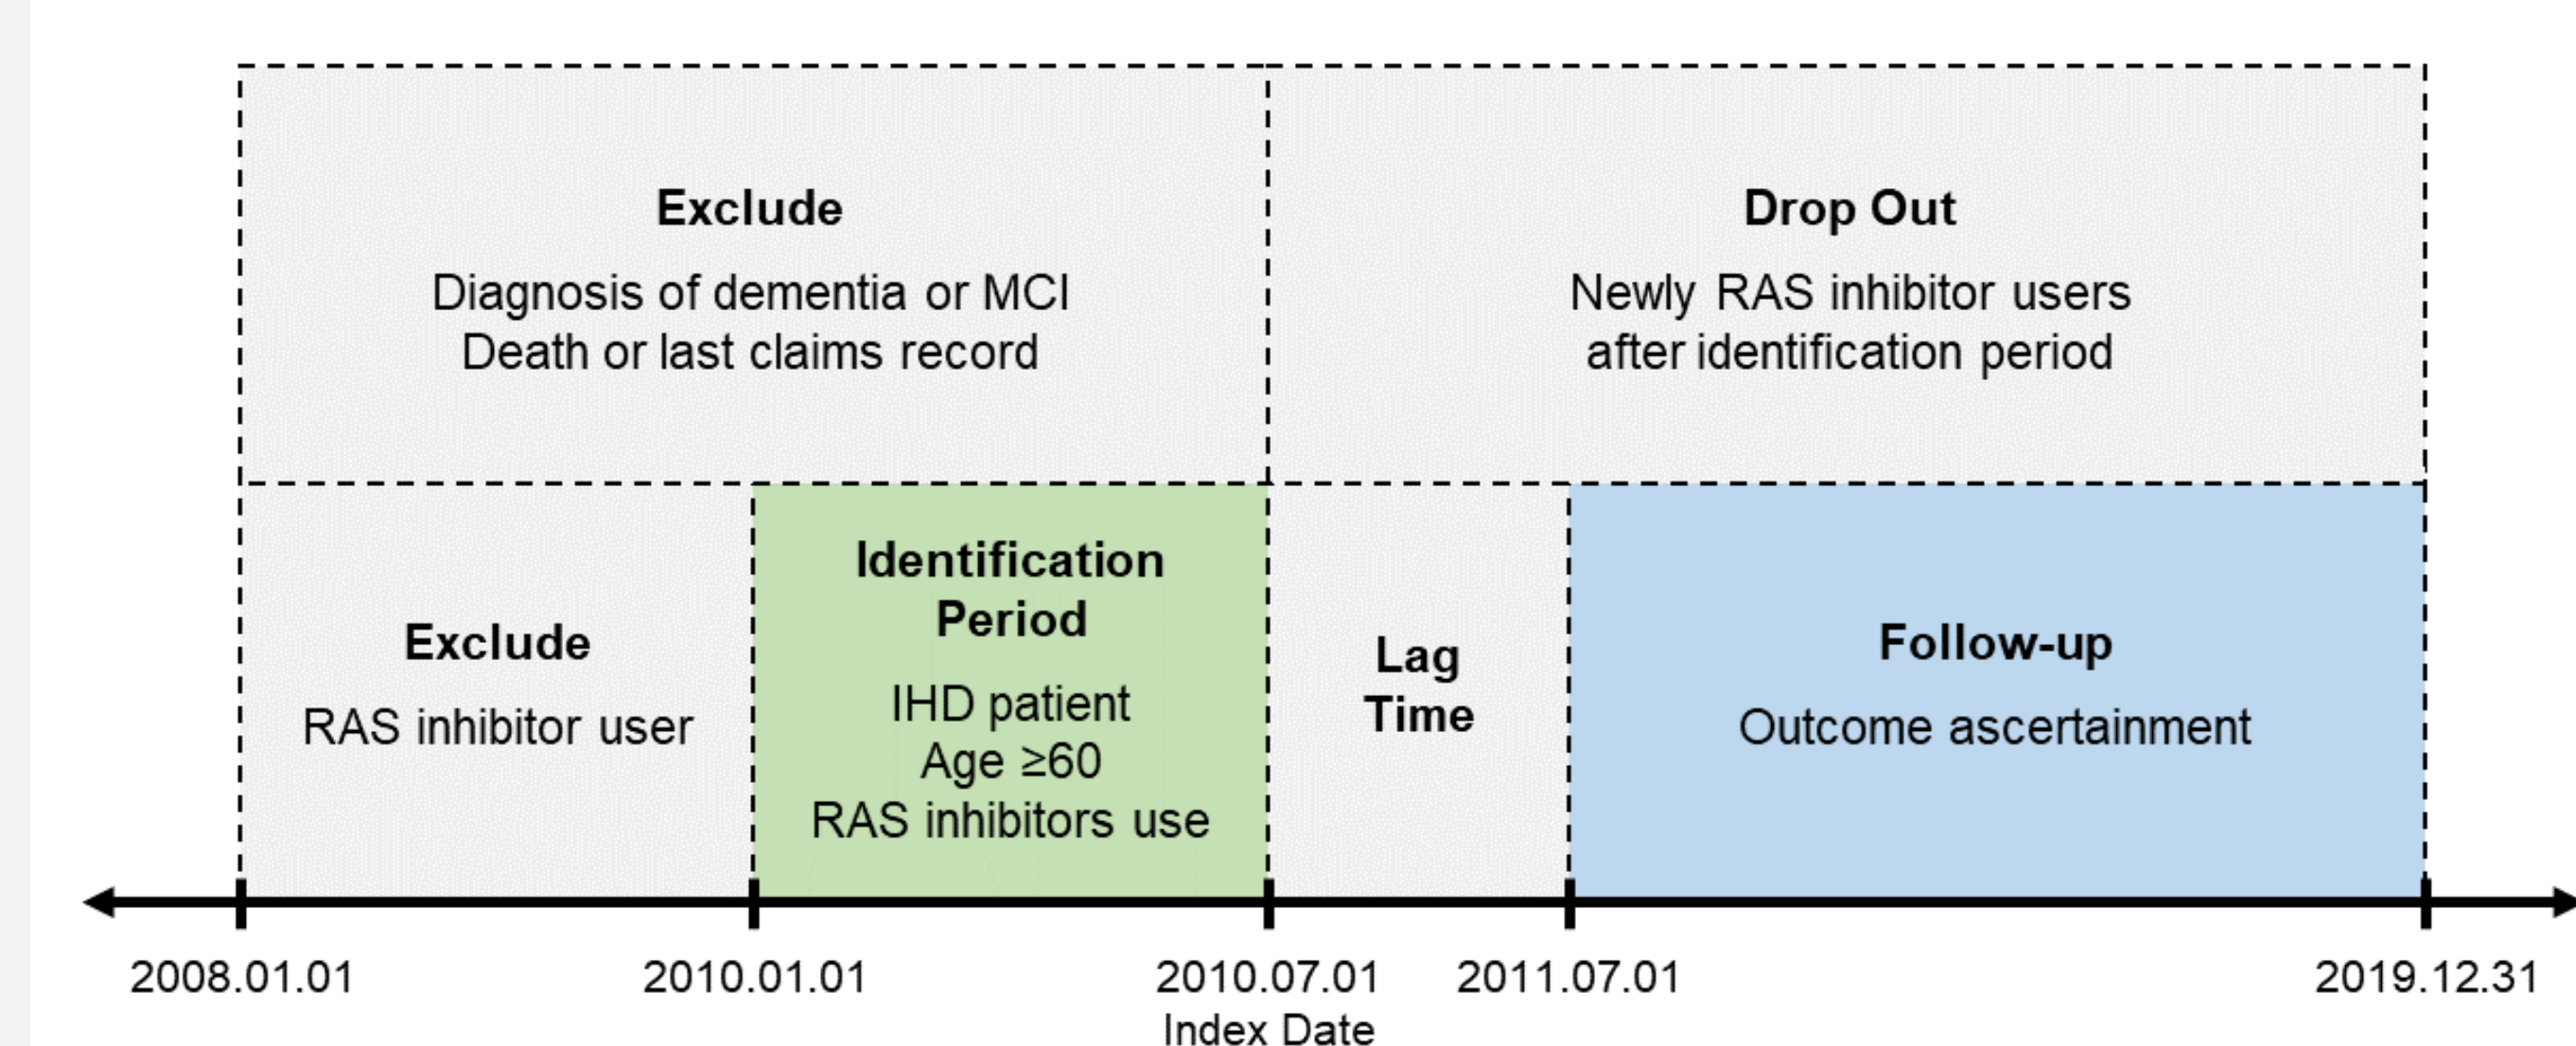 Exclude
Diagnosis of dementia or MCI
Death or last claims record
Drop Out
Newly RAS inhibitor users
after identification period
Exclude
RAS inhibitor user
Identification
Period
IHD patient
Age ≥60
RAS inhibitors use
Lag
Time
Follow-up
Outcome ascertainment
2008.01.01
2010.01.01
2010.07.01
Index Date
2011.07.01
2019.12.31